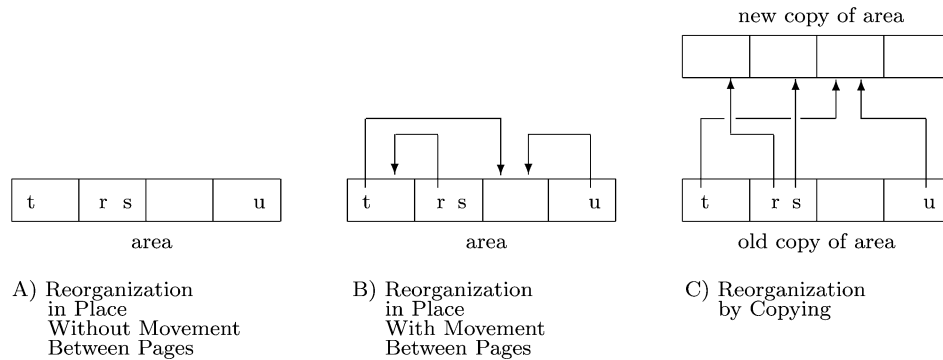 new copy of area
t r s u
t r s u
t r s u
area
area
old copy of area
A) Reorganization
in Place
Without Movement
Between Pages
B) Reorganization
in Place
With Movement
Between Pages
C) Reorganization
by Copying